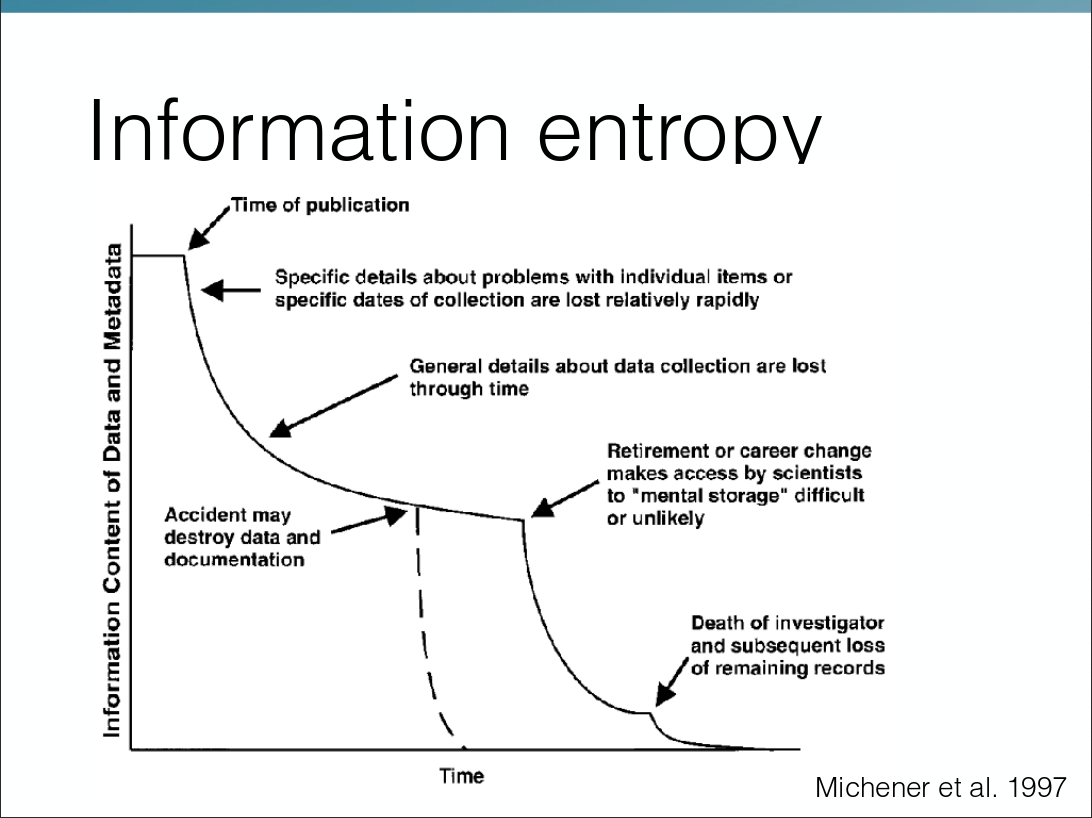 Information entropy
Time of publication
Specific details about problems with individual items or
specific dates of collection are lost relatively rapidly
General details about data collection are lost
through time
Retirement or career change
makes access by scientists
to "mental storage" difficult
or unlikely
Accident may
destroy data and
documentation
Death of investigator
and subsequent loss
of remaining records
Information Content of Data and Metadata
Time
Michener et al. 1997